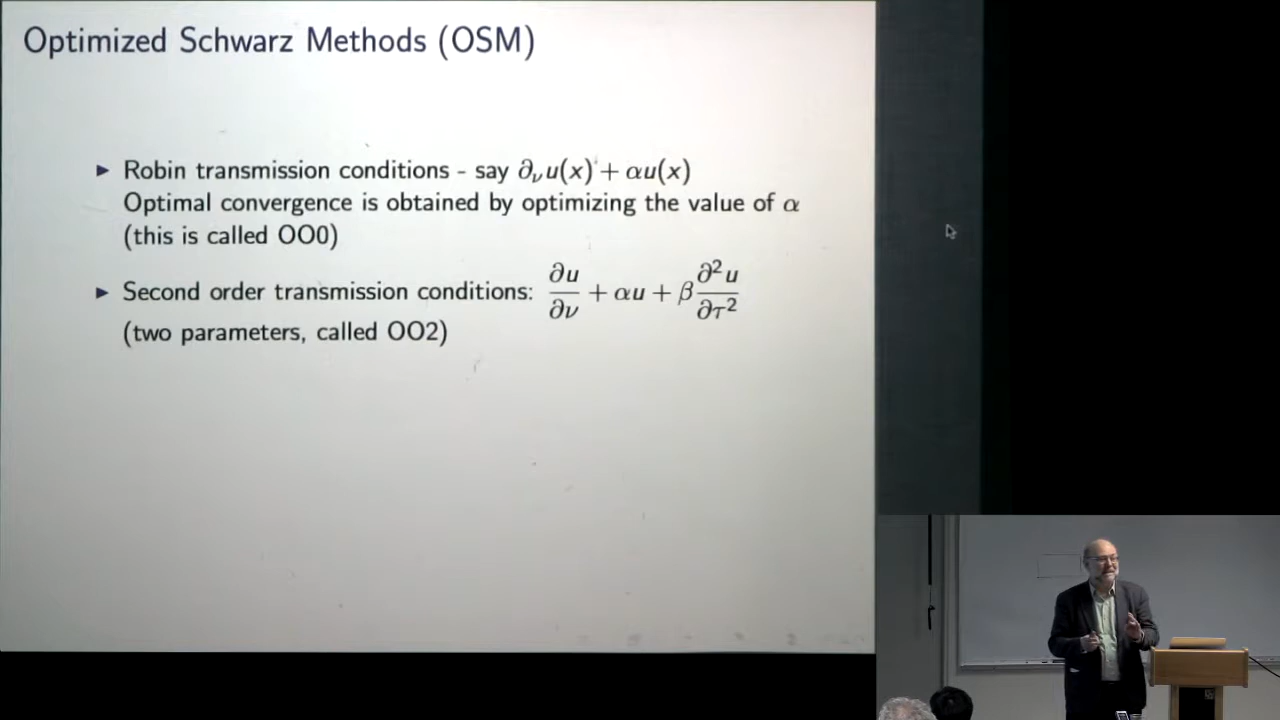 Optimized Schwarz Methods (OSM)
► Robin transmission conditions - say ∂νu(x) + αu(x)
Optimal convergence is obtained by optimizing the value of α
(this is called OO0)
► Second order transmission conditions: ∂u/∂ν + αu + β ∂²u/∂τ²
(two parameters, called OO2)